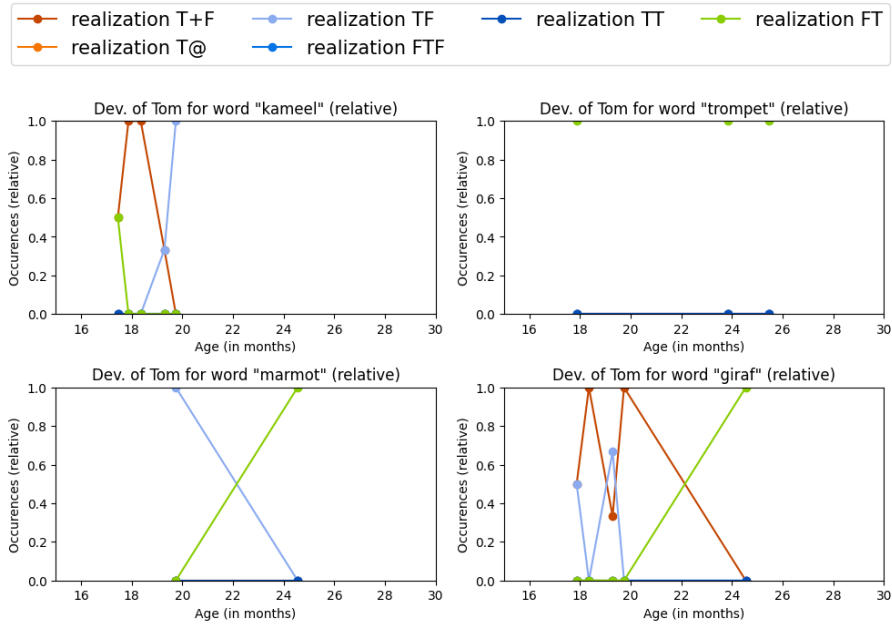 realization T+F realization TF realization TT realization FT
realization T@ realization FTF
Dev. of Tom for word "kameel" (relative)
1.0
0.8
0.6
0.4
0.2
0.0
Occurences (relative)
16 18 20 22 24 26 28 30
Age (in months)
Dev. of Tom for word "trompet" (relative)
1.0
0.8
0.6
0.4
0.2
0.0
Occurences (relative)
16 18 20 22 24 26 28 30
Age (in months)
Dev. of Tom for word "marmot" (relative)
1.0
0.8
0.6
0.4
0.2
0.0
Occurences (relative)
16 18 20 22 24 26 28 30
Age (in months)
Dev. of Tom for word "giraf" (relative)
1.0
0.8
0.6
0.4
0.2
0.0
Occurences (relative)
16 18 20 22 24 26 28 30
Age (in months)